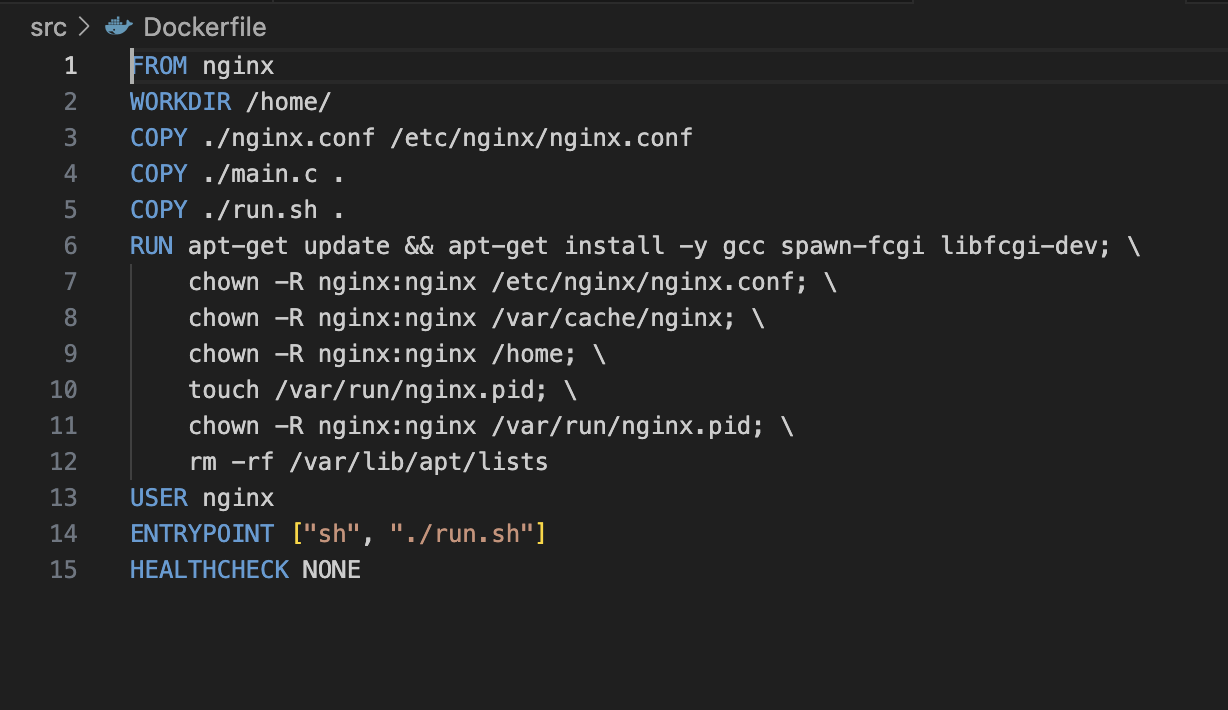 src > Dockerfile
1 FROM nginx
2 WORKDIR /home/
3 COPY ./nginx.conf /etc/nginx/nginx.conf
4 COPY ./main.c .
5 COPY ./run.sh .
6 RUN apt-get update && apt-get install -y gcc spawn-fcgi libfcgi-dev; \
7     chown -R nginx:nginx /etc/nginx/nginx.conf; \
8     chown -R nginx:nginx /var/cache/nginx; \
9     chown -R nginx:nginx /home; \
10     touch /var/run/nginx.pid; \
11     chown -R nginx:nginx /var/run/nginx.pid; \
12     rm -rf /var/lib/apt/lists
13 USER nginx
14 ENTRYPOINT ["sh", "./run.sh"]
15 HEALTHCHECK NONE